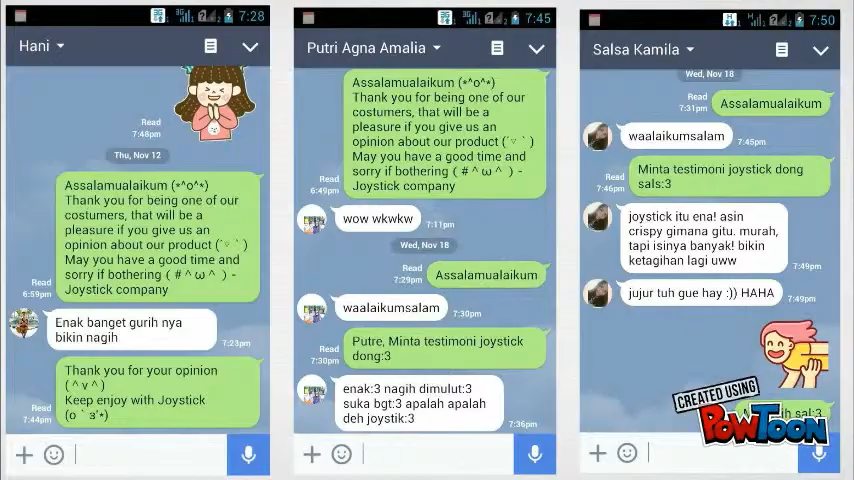 7:28
Hani
Read
7:48pm
Thu, Nov 12
Assalamualaikum (*^o^*)
Thank you for being one of our
costumers, that will be a
pleasure if you give us an
opinion about our product (´▿ ` )
May you have a good time and
sorry if bothering ( # ^ ω ^ ) -
Joystick company
Read
6:59pm
Enak banget gurih nya
bikin nagih
7:23pm
Thank you for your opinion
( ^ v ^ )
Keep enjoy with Joystick
(o ` з'*)
Read
7:44pm
7:45
Putri Agna Amalia
Assalamualaikum (*^o^*)
Thank you for being one of our
costumers, that will be a
pleasure if you give us an
opinion about our product (´▿ ` )
May you have a good time and
sorry if bothering ( # ^ ω ^ ) -
Joystick company
Read
6:49pm
wow wkwkw
7:11pm
Wed, Nov 18
Assalamualaikum
Read
7:29pm
waalaikumsalam
7:30pm
Putre, Minta testimoni joystick
dong:3
Read
7:30pm
enak:3 nagih dimulut:3
suka bgt:3 apalah apalah
deh joystik:3
7:36pm
7:50
Salsa Kamila
Wed, Nov 18
Assalamualaikum
Read
7:31pm
waalaikumsalam
7:45pm
Minta testimoni joystick dong
sals:3
Read
7:46pm
joystick itu ena! asin
crispy gimana gitu. murah,
tapi isinya banyak! bikin
ketagihan lagi uww
7:49pm
jujur tuh gue hay :)) HAHA
7:49pm
sal:3
CREATED USING
PowToon